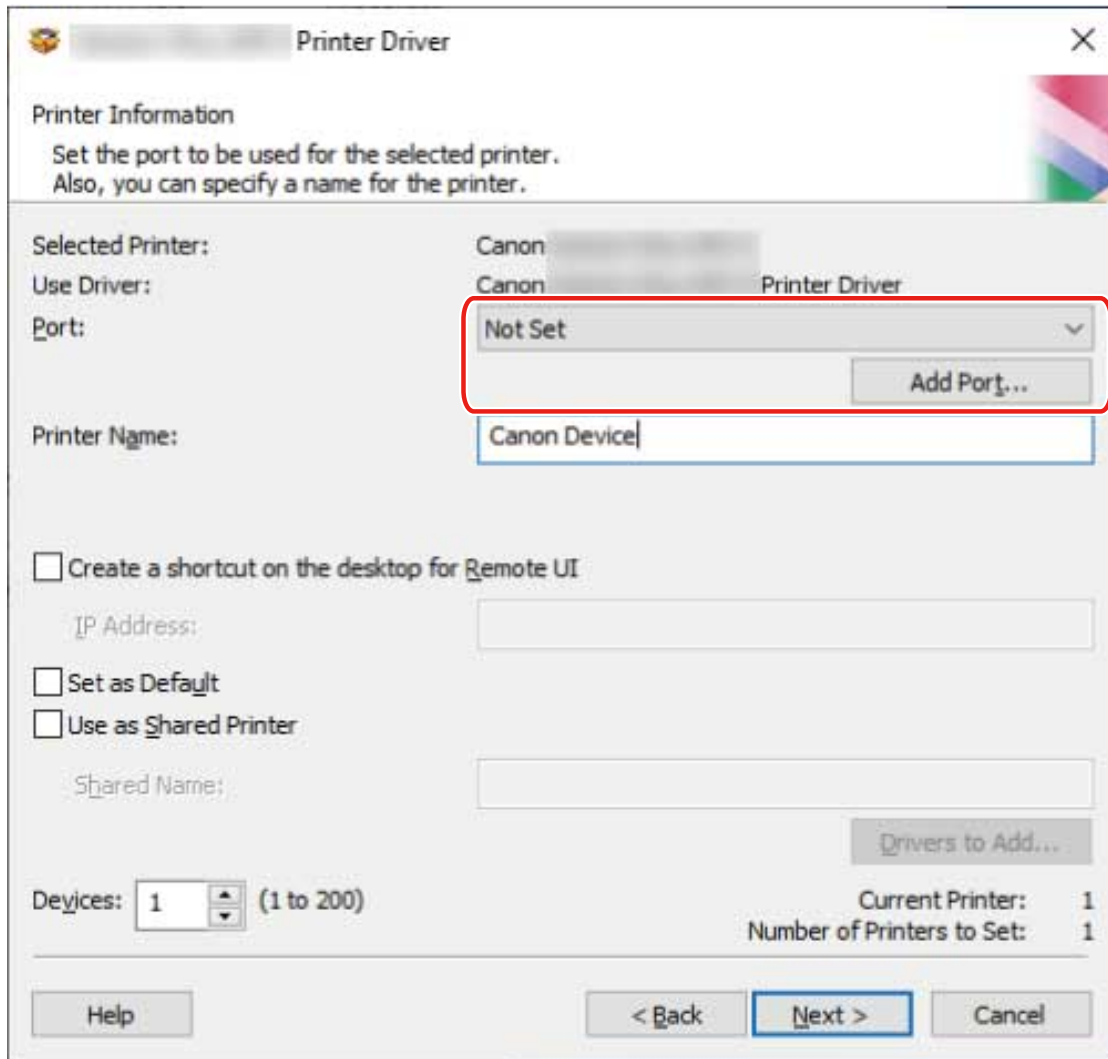 Printer Driver
Printer Information
Set the port to be used for the selected printer.
Also, you can specify a name for the printer.
Selected Printer: Canon
Use Driver: Canon Printer Driver
Port: Not Set
Add Port...
Printer Name: Canon Device
Create a shortcut on the desktop for Remote UI
IP Address:
Set as Default
Use as Shared Printer
Shared Name:
Drivers to Add...
Devices: 1 (1 to 200) Current Printer: 1
Number of Printers to Set: 1
Help < Back Next > Cancel